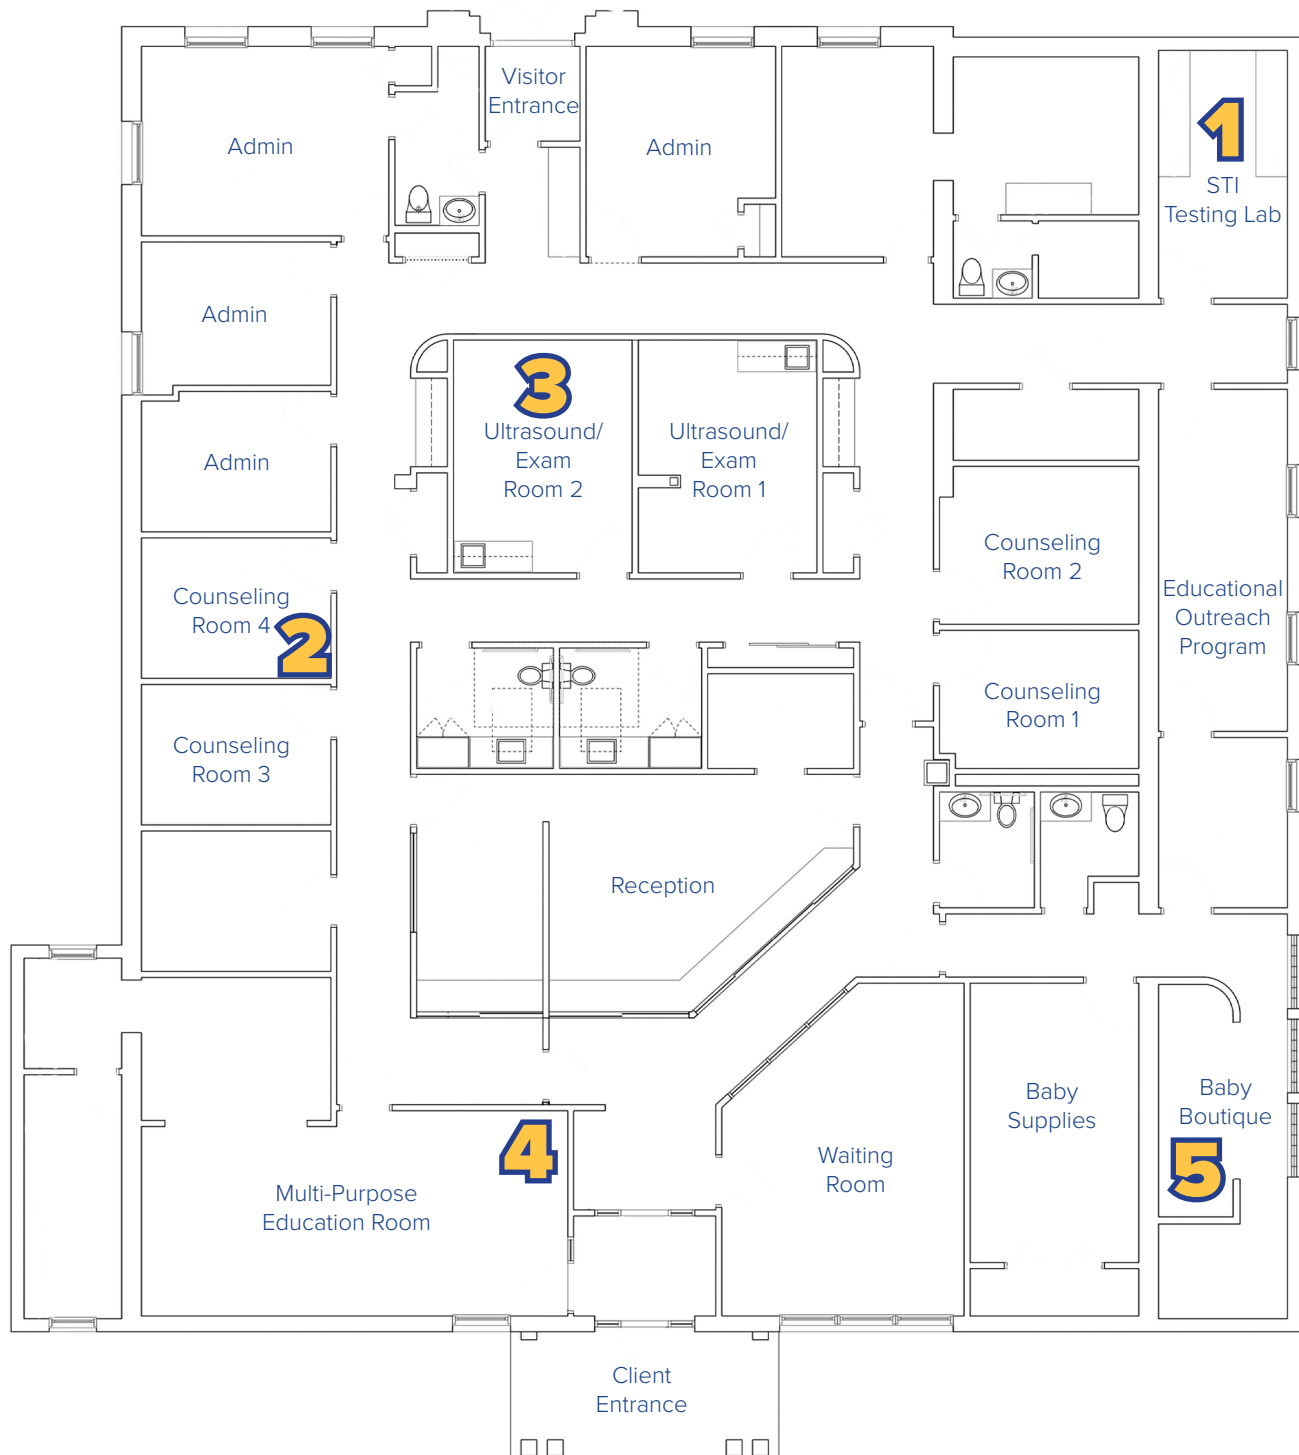 Visitor
Entrance
Admin
Admin
1
STI
Testing Lab
Admin
3
Ultrasound/
Exam
Room 2
Ultrasound/
Exam
Room 1
Admin
Counseling
Room 2
Counseling
Room 4
2
Educational
Outreach
Program
Counseling
Room 1
Counseling
Room 3
Reception
Baby
Supplies
Baby
Boutique
5
4
Waiting
Room
Multi-Purpose
Education Room
Client
Entrance